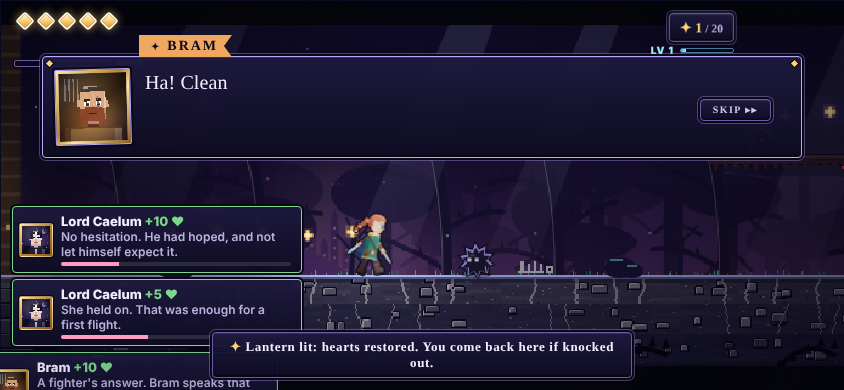 ✦ 1 / 20
LV 1
✦ BRAM
Ha! Clean
SKIP ▸▸
Lord Caelum +10 ♥
No hesitation. He had hoped, and not
let himself expect it.
Lord Caelum +5 ♥
She held on. That was enough for a
first flight.
Bram +10 ♥
A fighter's answer. Bram speaks that
✦ Lantern lit: hearts restored. You come back here if knocked
out.